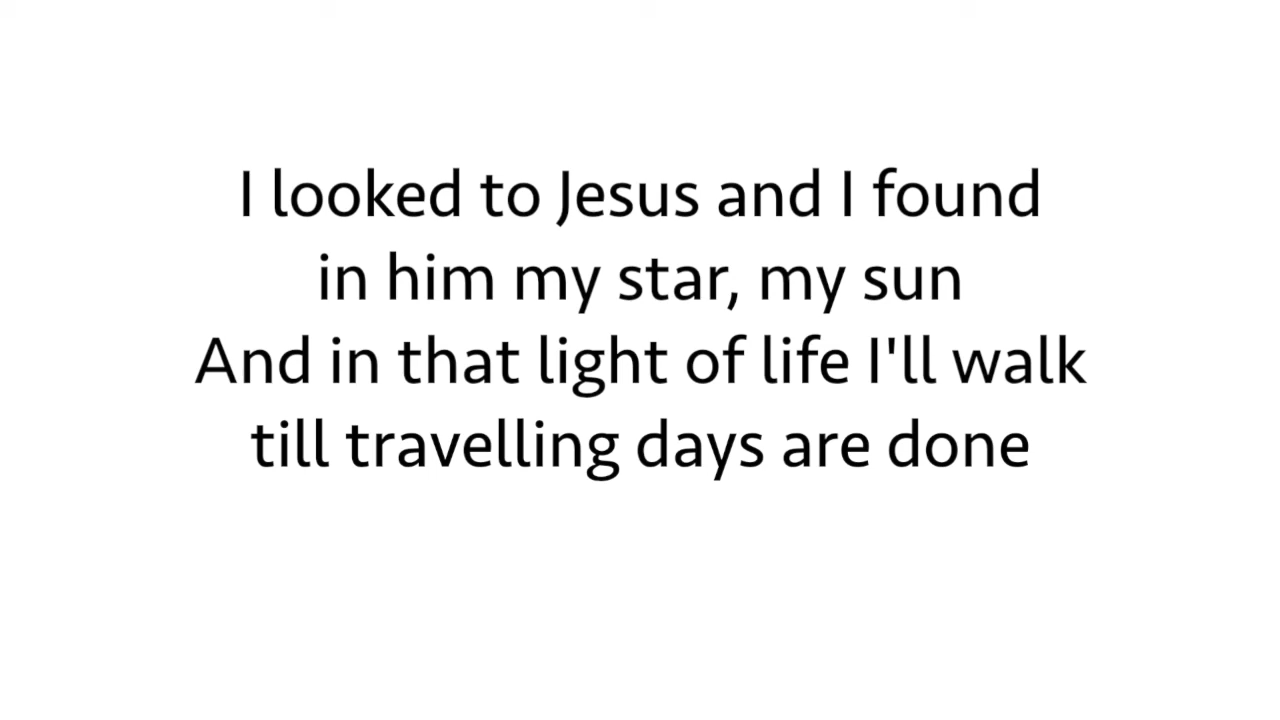 I looked to Jesus and I found
in him my star, my sun
And in that light of life I'll walk
till travelling days are done